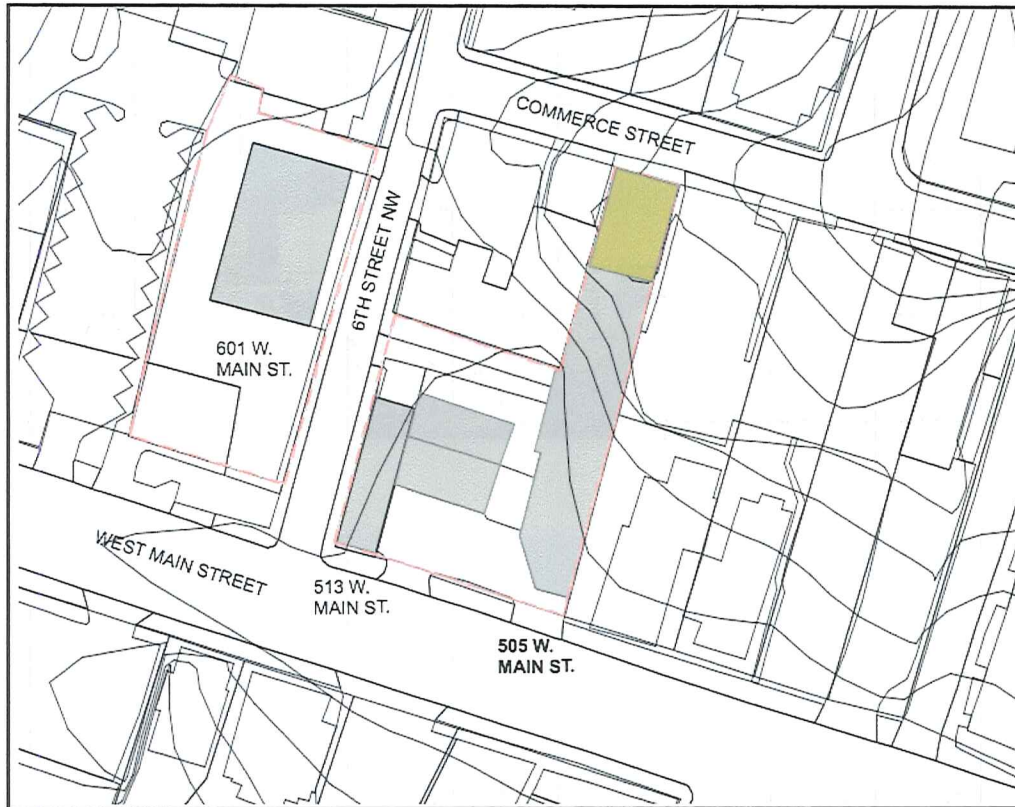 COMMERCE STREET
6TH STREET NW
601 W.
MAIN ST.
WEST MAIN STREET
513 W.
MAIN ST.
505 W.
MAIN ST.